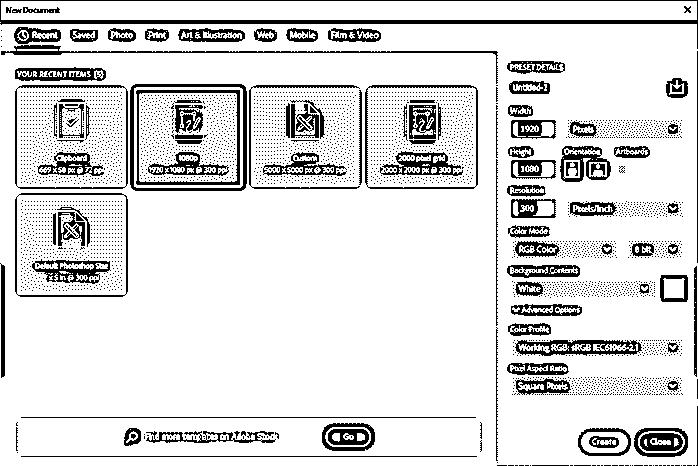 New Document
Recent Saved Photo Print Art & Illustration Web Mobile Film & Video
YOUR RECENT ITEMS (5)
Clipboard
669 x 58 px @ 72 ppi
1080p
1920 x 1080 px @ 300 ppi
Custom
5000 x 5000 px @ 300 ppi
2000 pixel grid
2000 x 2000 px @ 300 ppi
Default Photoshop Size
@ 300 ppi
Find more templates on Adobe Stock
Go
PRESET DETAILS
Untitled-2
Width
1920 Pixels
Height Orientation Artboards
1080
Resolution
300 Pixels/Inch
Color Mode
RGB Color 8 bit
Background Contents
White
Advanced Options
Color Profile
Working RGB: sRGB IEC61966-2.1
Pixel Aspect Ratio
Square Pixels
Create Close